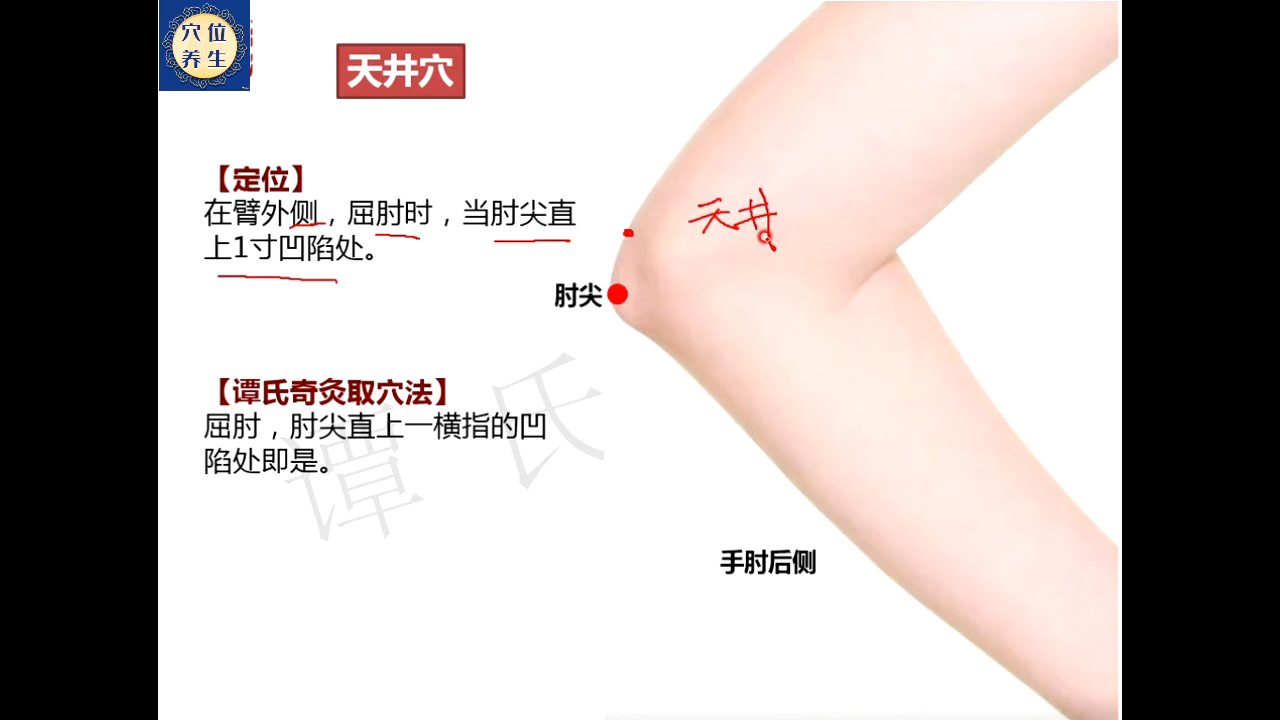 穴位
养生
天井穴
【定位】
在臂外侧，屈肘时，当肘尖直
上1寸凹陷处。
天井
肘尖
【谭氏奇灸取穴法】
屈肘，肘尖直上一横指的凹
陷处即是。
谭氏
手肘后侧